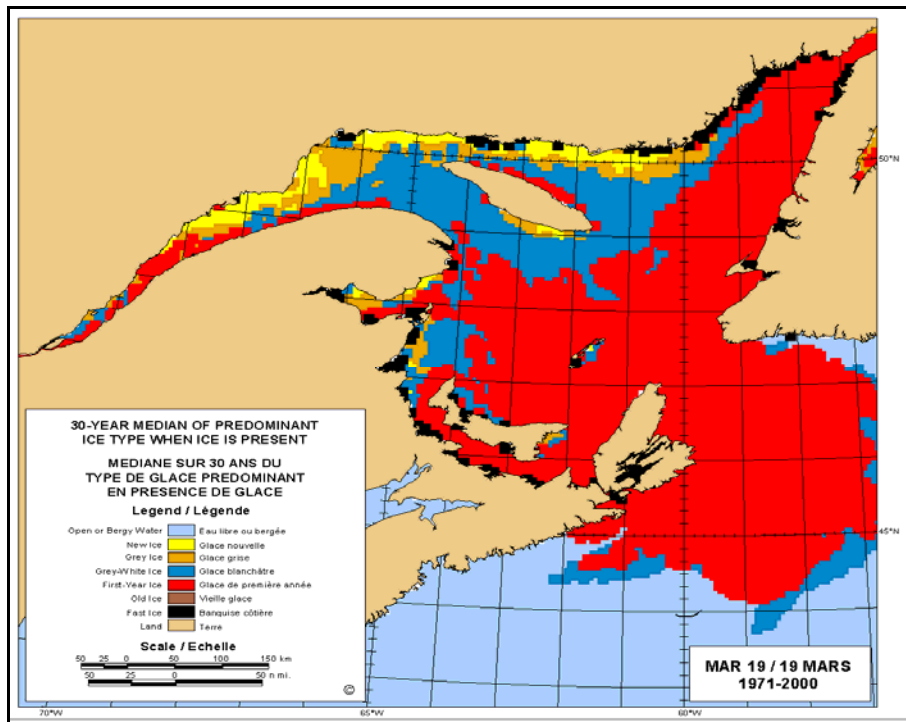 50°N
30-YEAR MEDIAN OF PREDOMINANT
ICE TYPE WHEN ICE IS PRESENT
MEDIANE SUR 30 ANS DU
TYPE DE GLACE PREDOMINANT
EN PRESENCE DE GLACE
Legend / Légende
Open or Bergy Water Eau libre ou bergée
New Ice Glace nouvelle
Grey Ice Glace grise
Grey-White Ice Glace blanchâtre
First-Year Ice Glace de première année
Old Ice Vieille glace
Fast Ice Banquise côtière
Land Terre
Scale / Echelle
50 25 0 50 100 150 km
50 25 0 50 n mi.
©
45°N
MAR 19 / 19 MARS
1971-2000
70°W 65°W 60°W